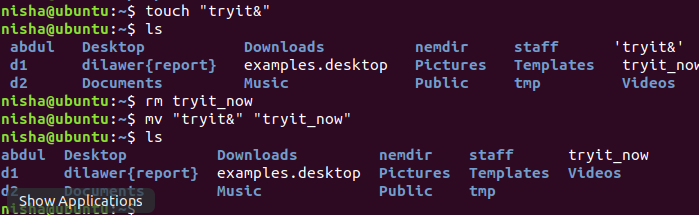 nisha@ubuntu:~$ touch "tryit&"
nisha@ubuntu:~$ ls
abdul Desktop Downloads nemdir staff 'tryit&'
d1 dilawer{report} examples.desktop Pictures Templates tryit_now
d2 Documents Music Public tmp Videos
nisha@ubuntu:~$ rm tryit_now
nisha@ubuntu:~$ mv "tryit&" "tryit_now"
nisha@ubuntu:~$ ls
abdul Desktop Downloads nemdir staff tryit_now
d1 dilawer{report} examples.desktop Pictures Templates Videos
d2 Music Public tmp
Show Applications